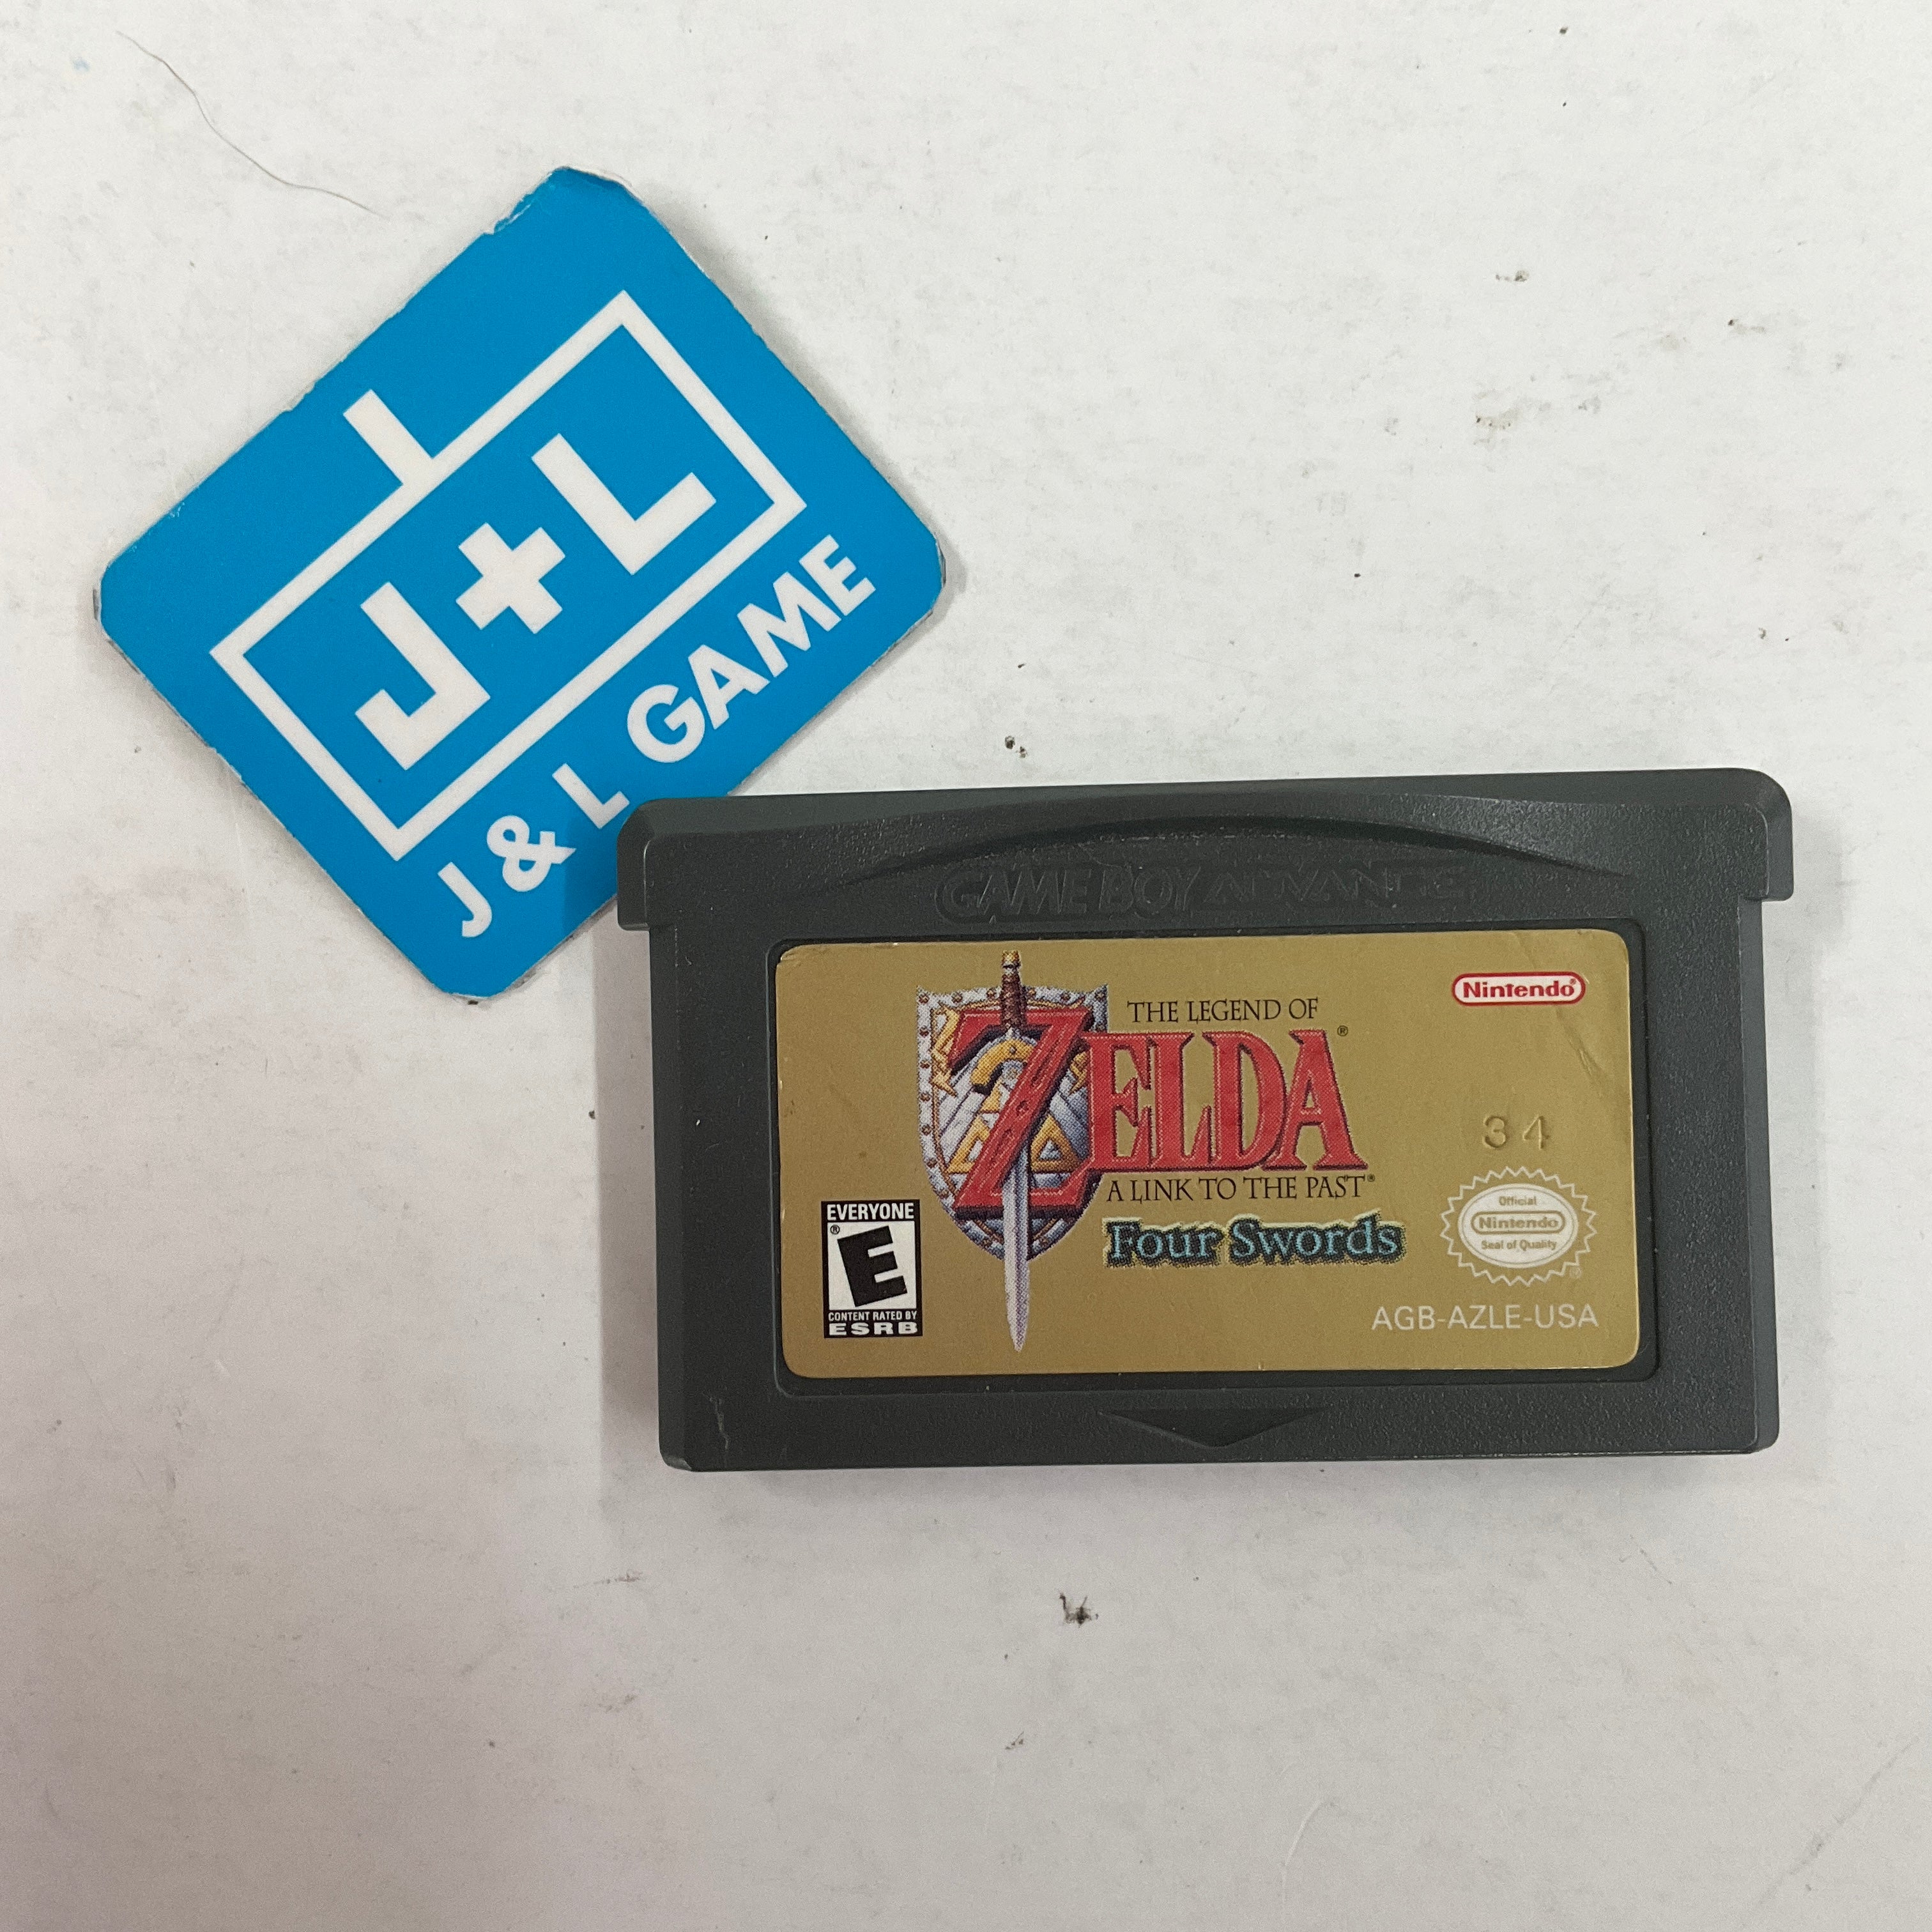 J+L
J & L GAME
GAME BOY ADVANCE
Nintendo®
THE LEGEND OF
ZELDA®
A LINK TO THE PAST®
Four Swords
34
EVERYONE
®
E
CONTENT RATED BY
ESRB
Official
Nintendo
Seal of Quality
®
AGB-AZLE-USA